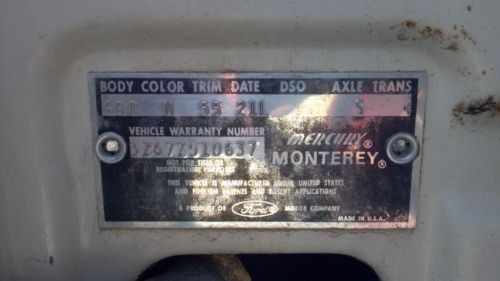 BODY COLOR TRIM DATE DSO AXLE TRANS
N 55 21L 5 4
VEHICLE WARRANTY NUMBER
MERCURY®
NOT FOR TITLE OR
MONTEREY®
REGISTRATION PURPOSES
THIS VEHICLE IS MANUFACTURED UNDER UNITED STATES
AND FOREIGN PATENTS AND PATENT APPLICATIONS
A PRODUCT OF Ford MOTOR COMPANY
MADE IN U.S.A.